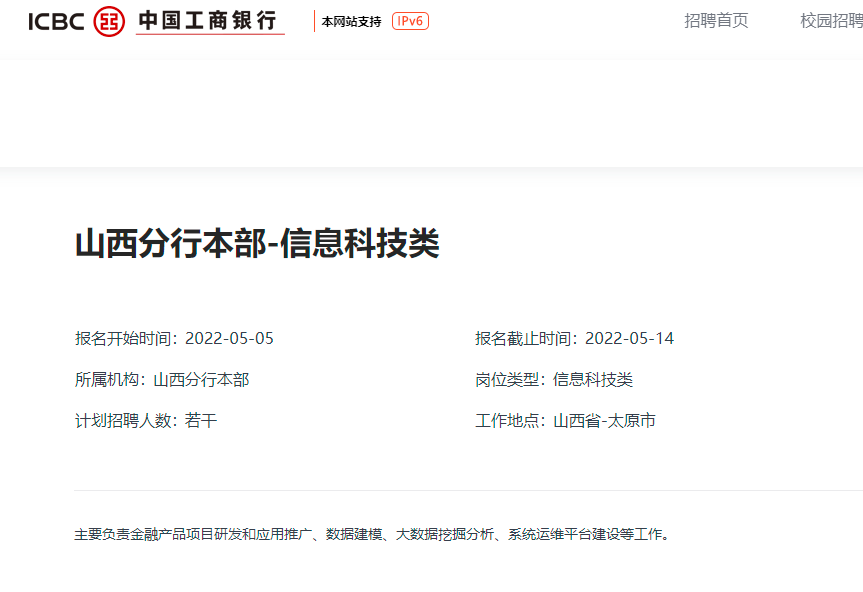 ICBC 中国工商银行 本网站支持 IPv6 招聘首页 校园招聘
山西分行本部-信息科技类
报名开始时间：2022-05-05 报名截止时间：2022-05-14
所属机构：山西分行本部 岗位类型：信息科技类
计划招聘人数：若干 工作地点：山西省-太原市
主要负责金融产品项目研发和应用推广、数据建模、大数据挖掘分析、系统运维平台建设等工作。